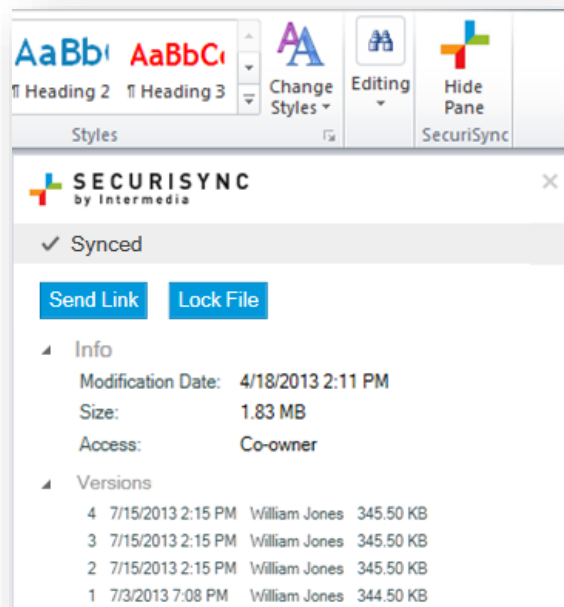 AaBb AaBbC
¶ Heading 2 ¶ Heading 3
Change Styles
Editing
Hide Pane
Styles
SecuriSync
SECURISYNC
by Intermedia
Synced
Send Link Lock File
Info
Modification Date: 4/18/2013 2:11 PM
Size: 1.83 MB
Access: Co-owner
Versions
4 7/15/2013 2:15 PM William Jones 345.50 KB
3 7/15/2013 2:15 PM William Jones 345.50 KB
2 7/15/2013 2:15 PM William Jones 345.50 KB
1 7/3/2013 7:08 PM William Jones 344.50 KB